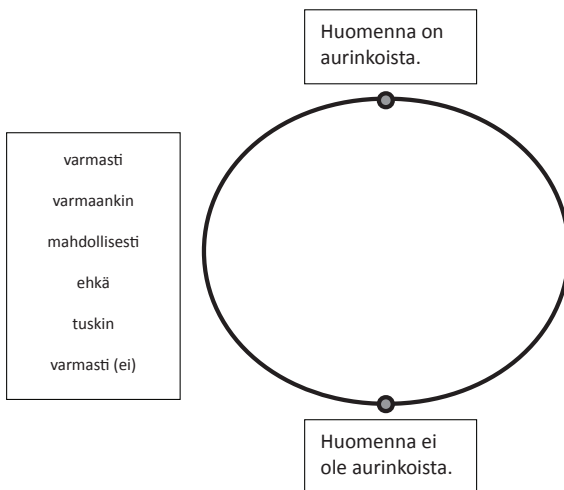 Huomenna on
aurinkoista.
varmasti
varmaankin
mahdollisesti
ehkä
tuskin
varmasti (ei)
Huomenna ei
ole aurinkoista.